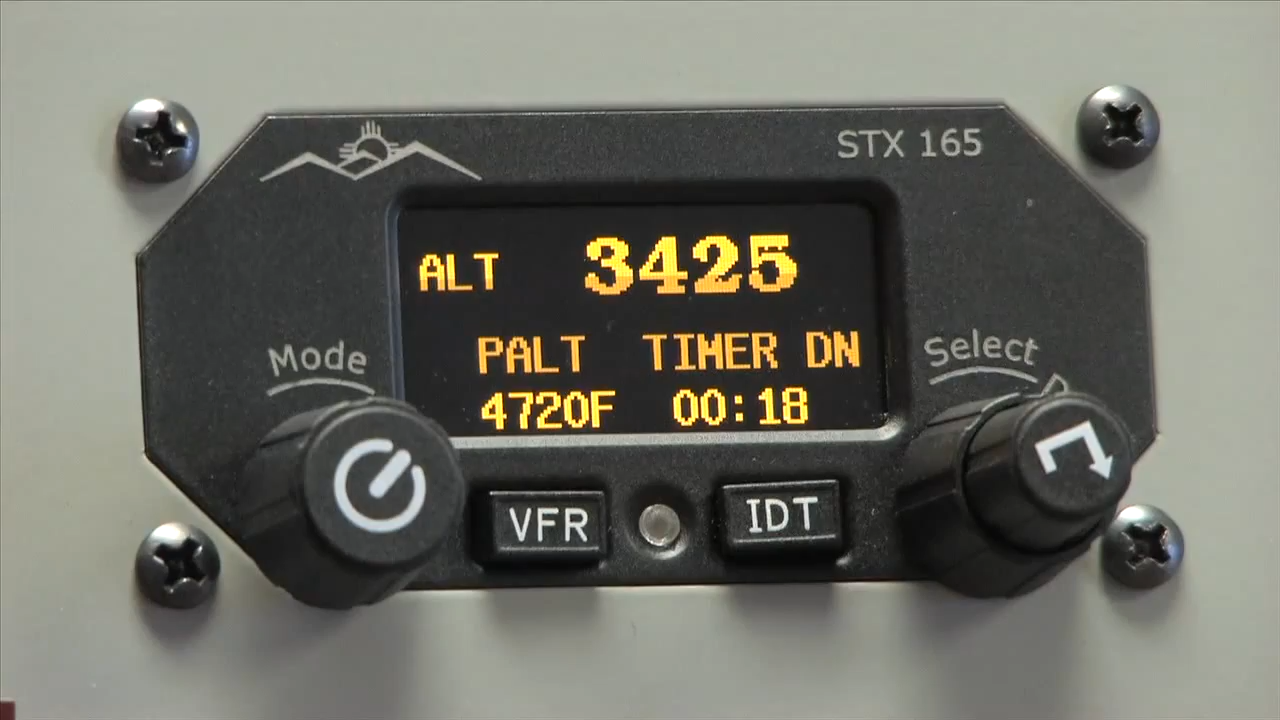 STX 165
ALT 3425
PALT TIMER DN
4720F 00:18
Mode
Select
VFR
IDT